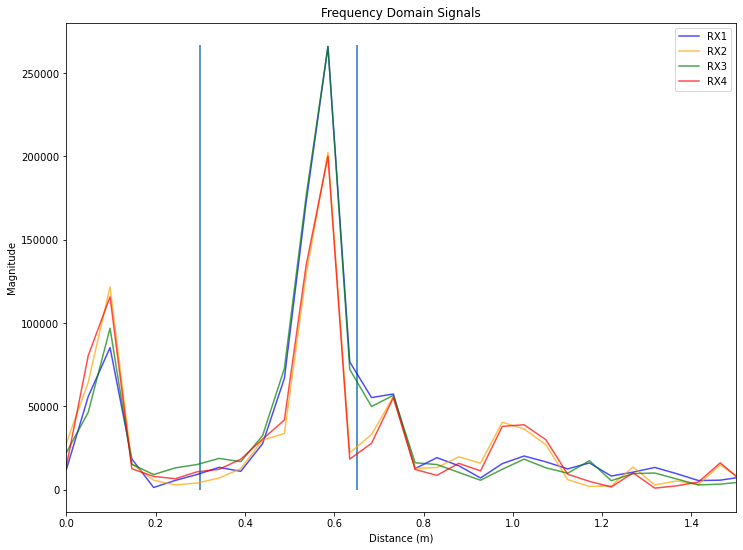 Frequency Domain Signals
RX1
RX2
RX3
RX4
250000
200000
150000
100000
50000
0
Magnitude
0.0 0.2 0.4 0.6 0.8 1.0 1.2 1.4
Distance (m)